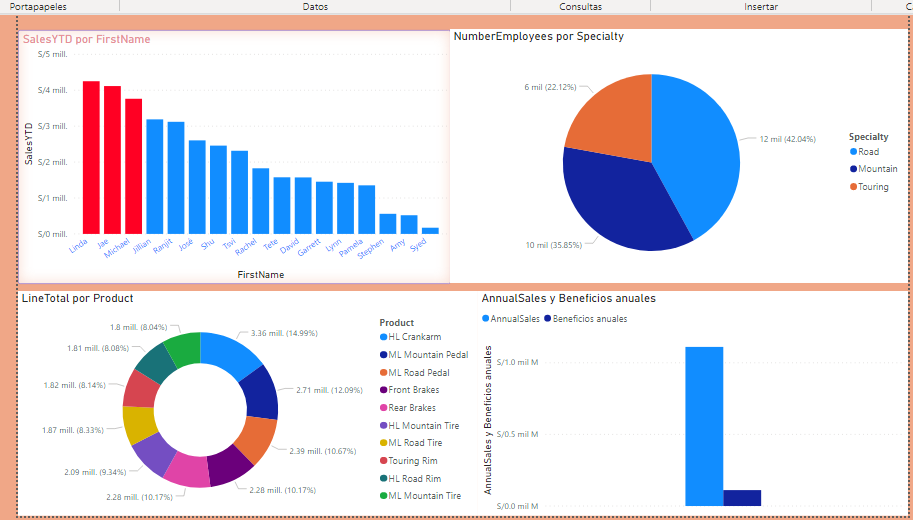 Portapapeles
Datos
Consultas
Insertar
SalesYTD por FirstName
S/5 mill.
S/4 mill.
S/3 mill.
S/2 mill.
S/1 mill.
S/0 mill.
SalesYTD
Linda
Jae
Michael
Jillian
Ranjit
José
Shu
Tsvi
Rachel
Tete
David
Garrett
Lynn
Pamela
Stephen
Amy
Syed
FirstName
NumberEmployees por Specialty
6 mil (22.12%)
12 mil (42.04%)
10 mil (35.85%)
Specialty
Road
Mountain
Touring
LineTotal por Product
1.8 mill. (8.04%)
3.36 mill. (14.99%)
1.81 mill. (8.08%)
1.82 mill. (8.14%)
2.71 mill. (12.09%)
1.87 mill. (8.33%)
2.39 mill. (10.67%)
2.09 mill. (9.34%)
2.28 mill. (10.17%)
2.28 mill. (10.17%)
Product
HL Crankarm
ML Mountain Pedal
ML Road Pedal
Front Brakes
Rear Brakes
HL Mountain Tire
ML Road Tire
Touring Rim
HL Road Rim
ML Mountain Tire
AnnualSales y Beneficios anuales
AnnualSales
Beneficios anuales
AnnualSales y Beneficios anuales
S/1.0 mil M
S/0.5 mil M
S/0.0 mil M